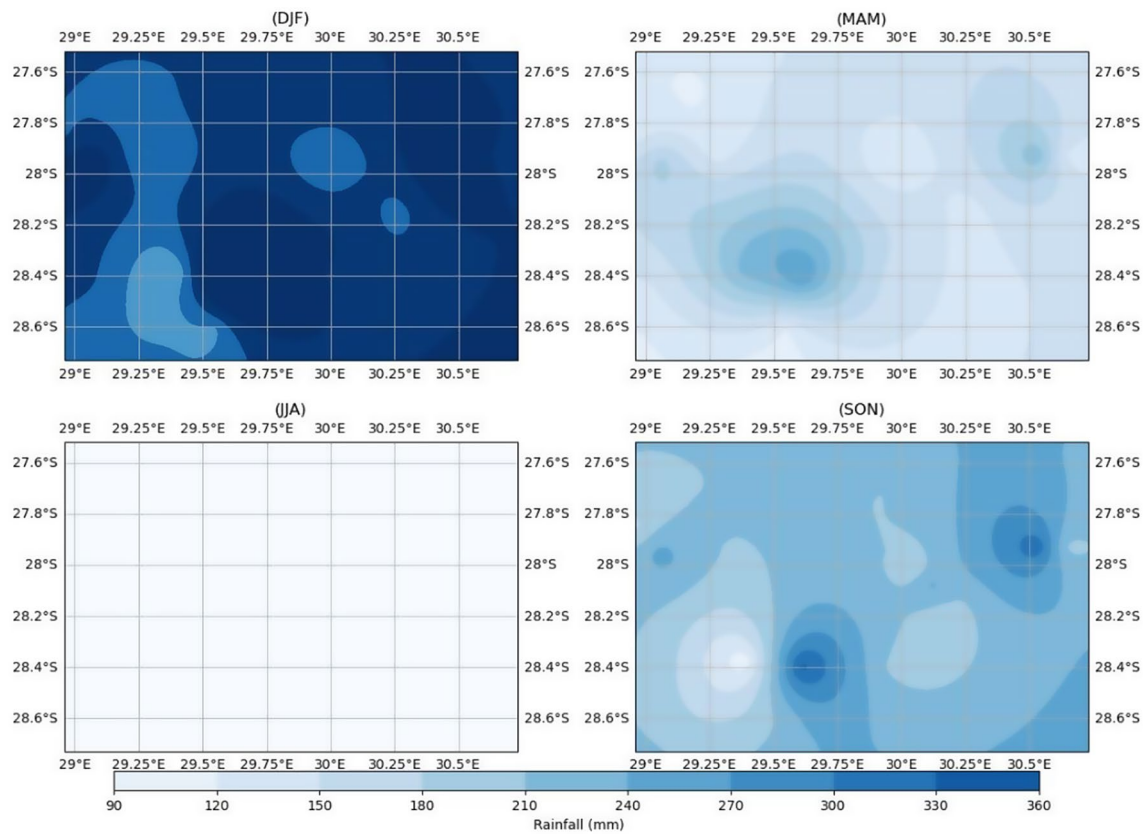 (DJF) (MAM)
29°E 29.25°E 29.5°E 29.75°E 30°E 30.25°E 30.5°E 29°E 29.25°E 29.5°E 29.75°E 30°E 30.25°E 30.5°E
27.6°S 27.6°S 27.6°S 27.6°S
27.8°S 27.8°S 27.8°S 27.8°S
28°S 28°S 28°S 28°S
28.2°S 28.2°S 28.2°S 28.2°S
28.4°S 28.4°S 28.4°S 28.4°S
28.6°S 28.6°S 28.6°S 28.6°S
29°E 29.25°E 29.5°E 29.75°E 30°E 30.25°E 30.5°E 29°E 29.25°E 29.5°E 29.75°E 30°E 30.25°E 30.5°E
(JJA) (SON)
29°E 29.25°E 29.5°E 29.75°E 30°E 30.25°E 30.5°E 29°E 29.25°E 29.5°E 29.75°E 30°E 30.25°E 30.5°E
27.6°S 27.6°S 27.6°S 27.6°S
27.8°S 27.8°S 27.8°S 27.8°S
28°S 28°S 28°S 28°S
28.2°S 28.2°S 28.2°S 28.2°S
28.4°S 28.4°S 28.4°S 28.4°S
28.6°S 28.6°S 28.6°S 28.6°S
29°E 29.25°E 29.5°E 29.75°E 30°E 30.25°E 30.5°E 29°E 29.25°E 29.5°E 29.75°E 30°E 30.25°E 30.5°E
90 120 150 180 210 240 270 300 330 360
Rainfall (mm)